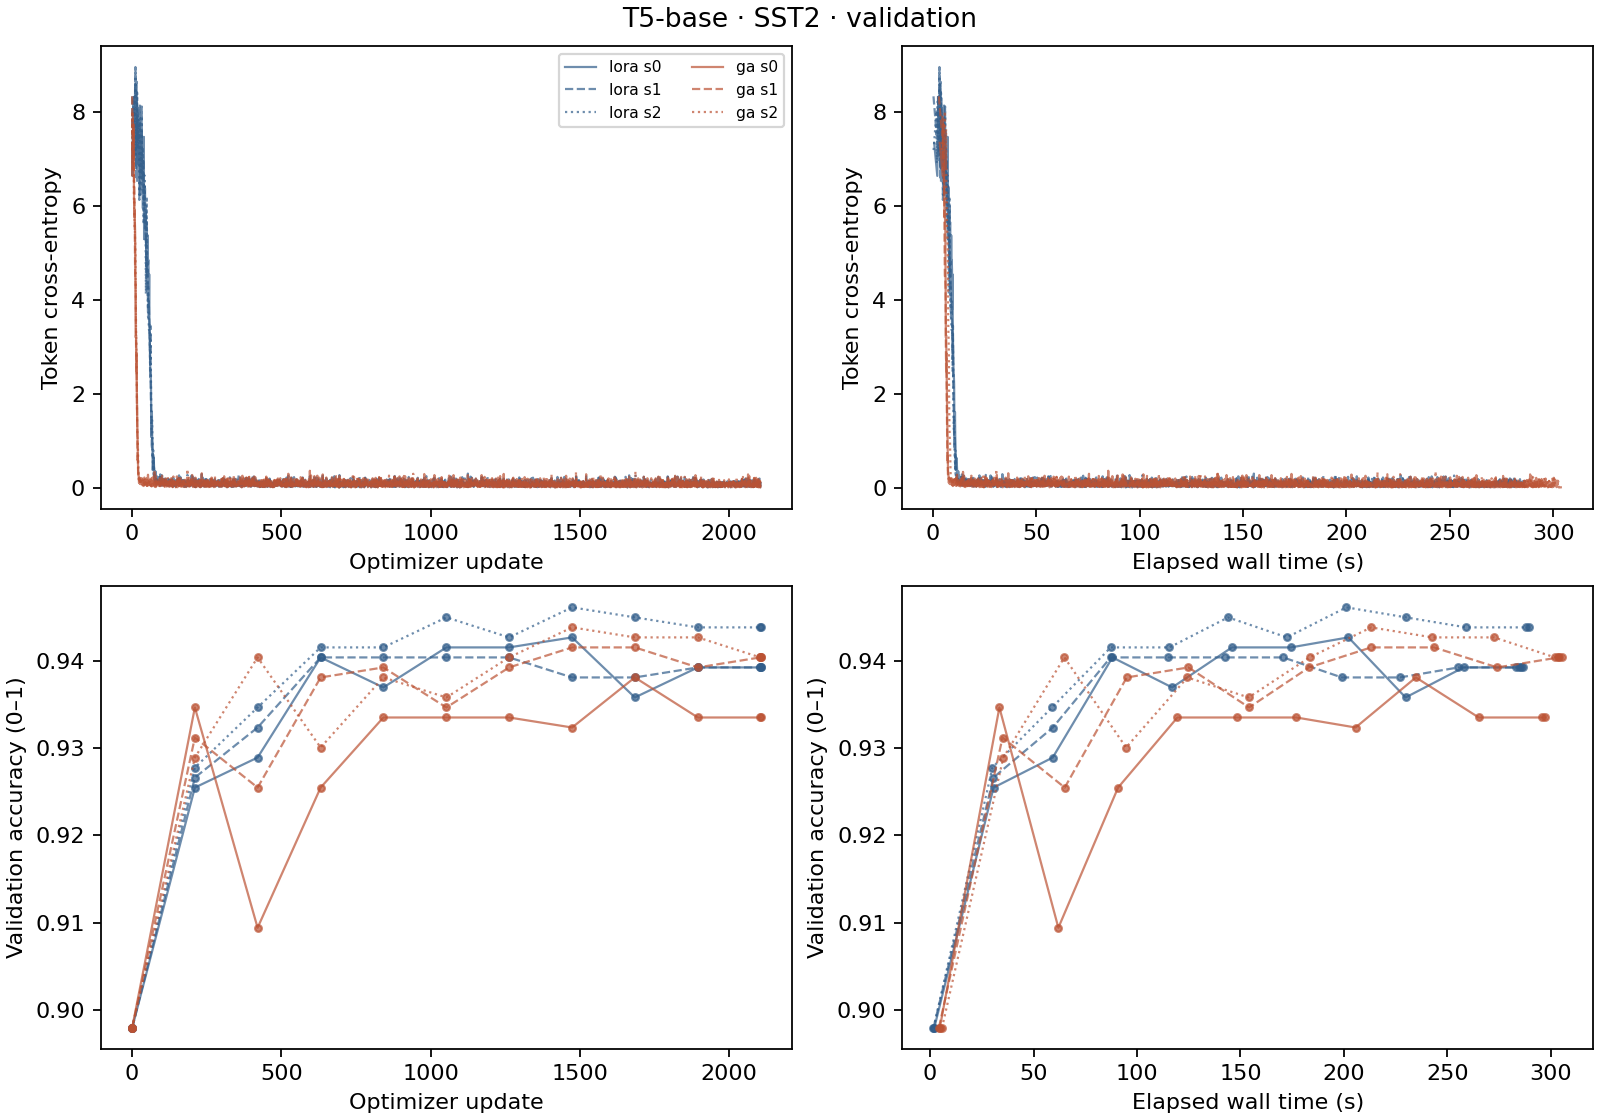 T5-base · SST2 · validation
lora s0
lora s1
lora s2
ga s0
ga s1
ga s2
Token cross-entropy
8
6
4
2
0
0 500 1000 1500 2000
Optimizer update
Token cross-entropy
8
6
4
2
0
0 50 100 150 200 250 300
Elapsed wall time (s)
Validation accuracy (0–1)
0.94
0.93
0.92
0.91
0.90
0 500 1000 1500 2000
Optimizer update
Validation accuracy (0–1)
0.94
0.93
0.92
0.91
0.90
0 50 100 150 200 250 300
Elapsed wall time (s)